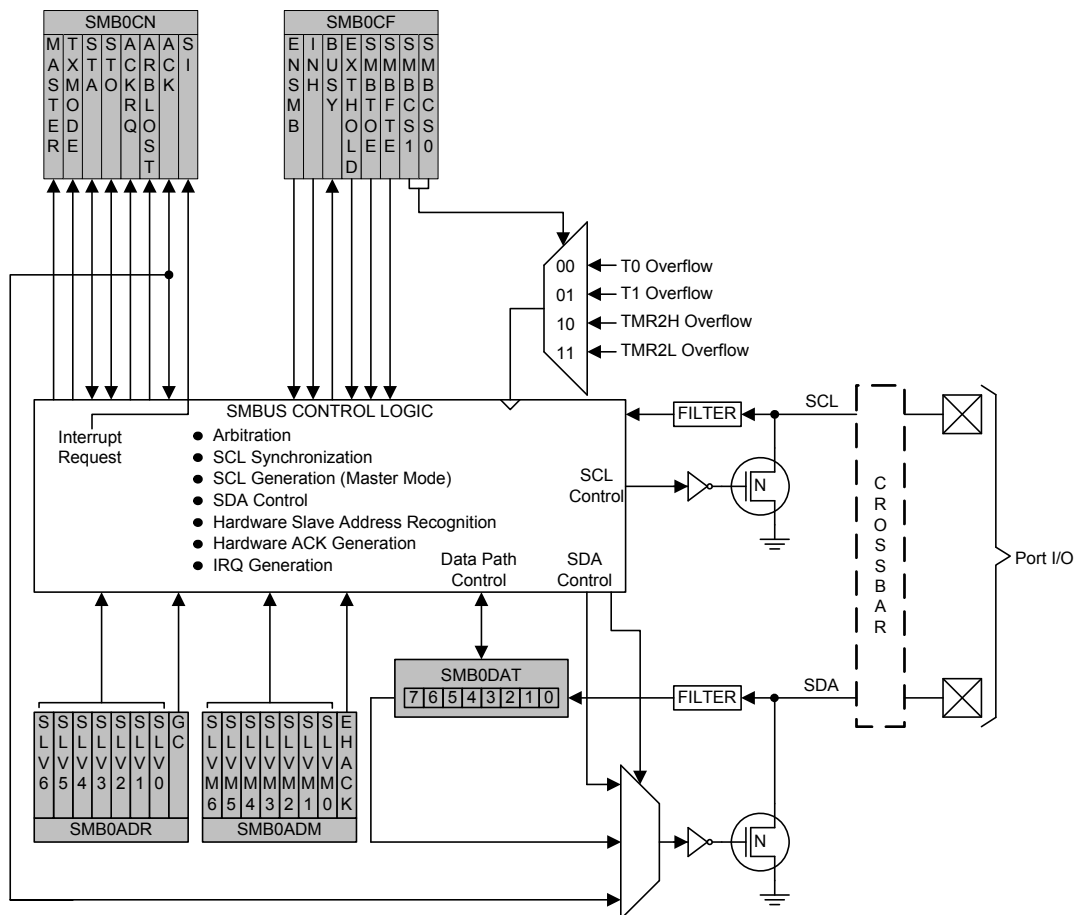 SMB0CN
MASTER
TXMODE
STA
STO
ACKRQ
ARBLOST
ACK
SI
SMB0CF
ENSMB
INH
BUSY
EXTHOLD
SMBTOE
SMBFTE
SMBCS1
SMBCS0
00
01
10
11
T0 Overflow
T1 Overflow
TMR2H Overflow
TMR2L Overflow
SMBUS CONTROL LOGIC
Interrupt
Request
● Arbitration
● SCL Synchronization
● SCL Generation (Master Mode)
● SDA Control
● Hardware Slave Address Recognition
● Hardware ACK Generation
● IRQ Generation
SCL
Control
Data Path
Control
SDA
Control
FILTER
SCL
N
CROSSBAR
Port I/O
SMB0DAT
7 6 5 4 3 2 1 0
FILTER
SDA
N
SLV6
SLV5
SLV4
SLV3
SLV2
SLV1
SLV0
GC
SMB0ADR
SLVM6
SLVM5
SLVM4
SLVM3
SLVM2
SLVM1
SLVM0
EHACK
SMB0ADM